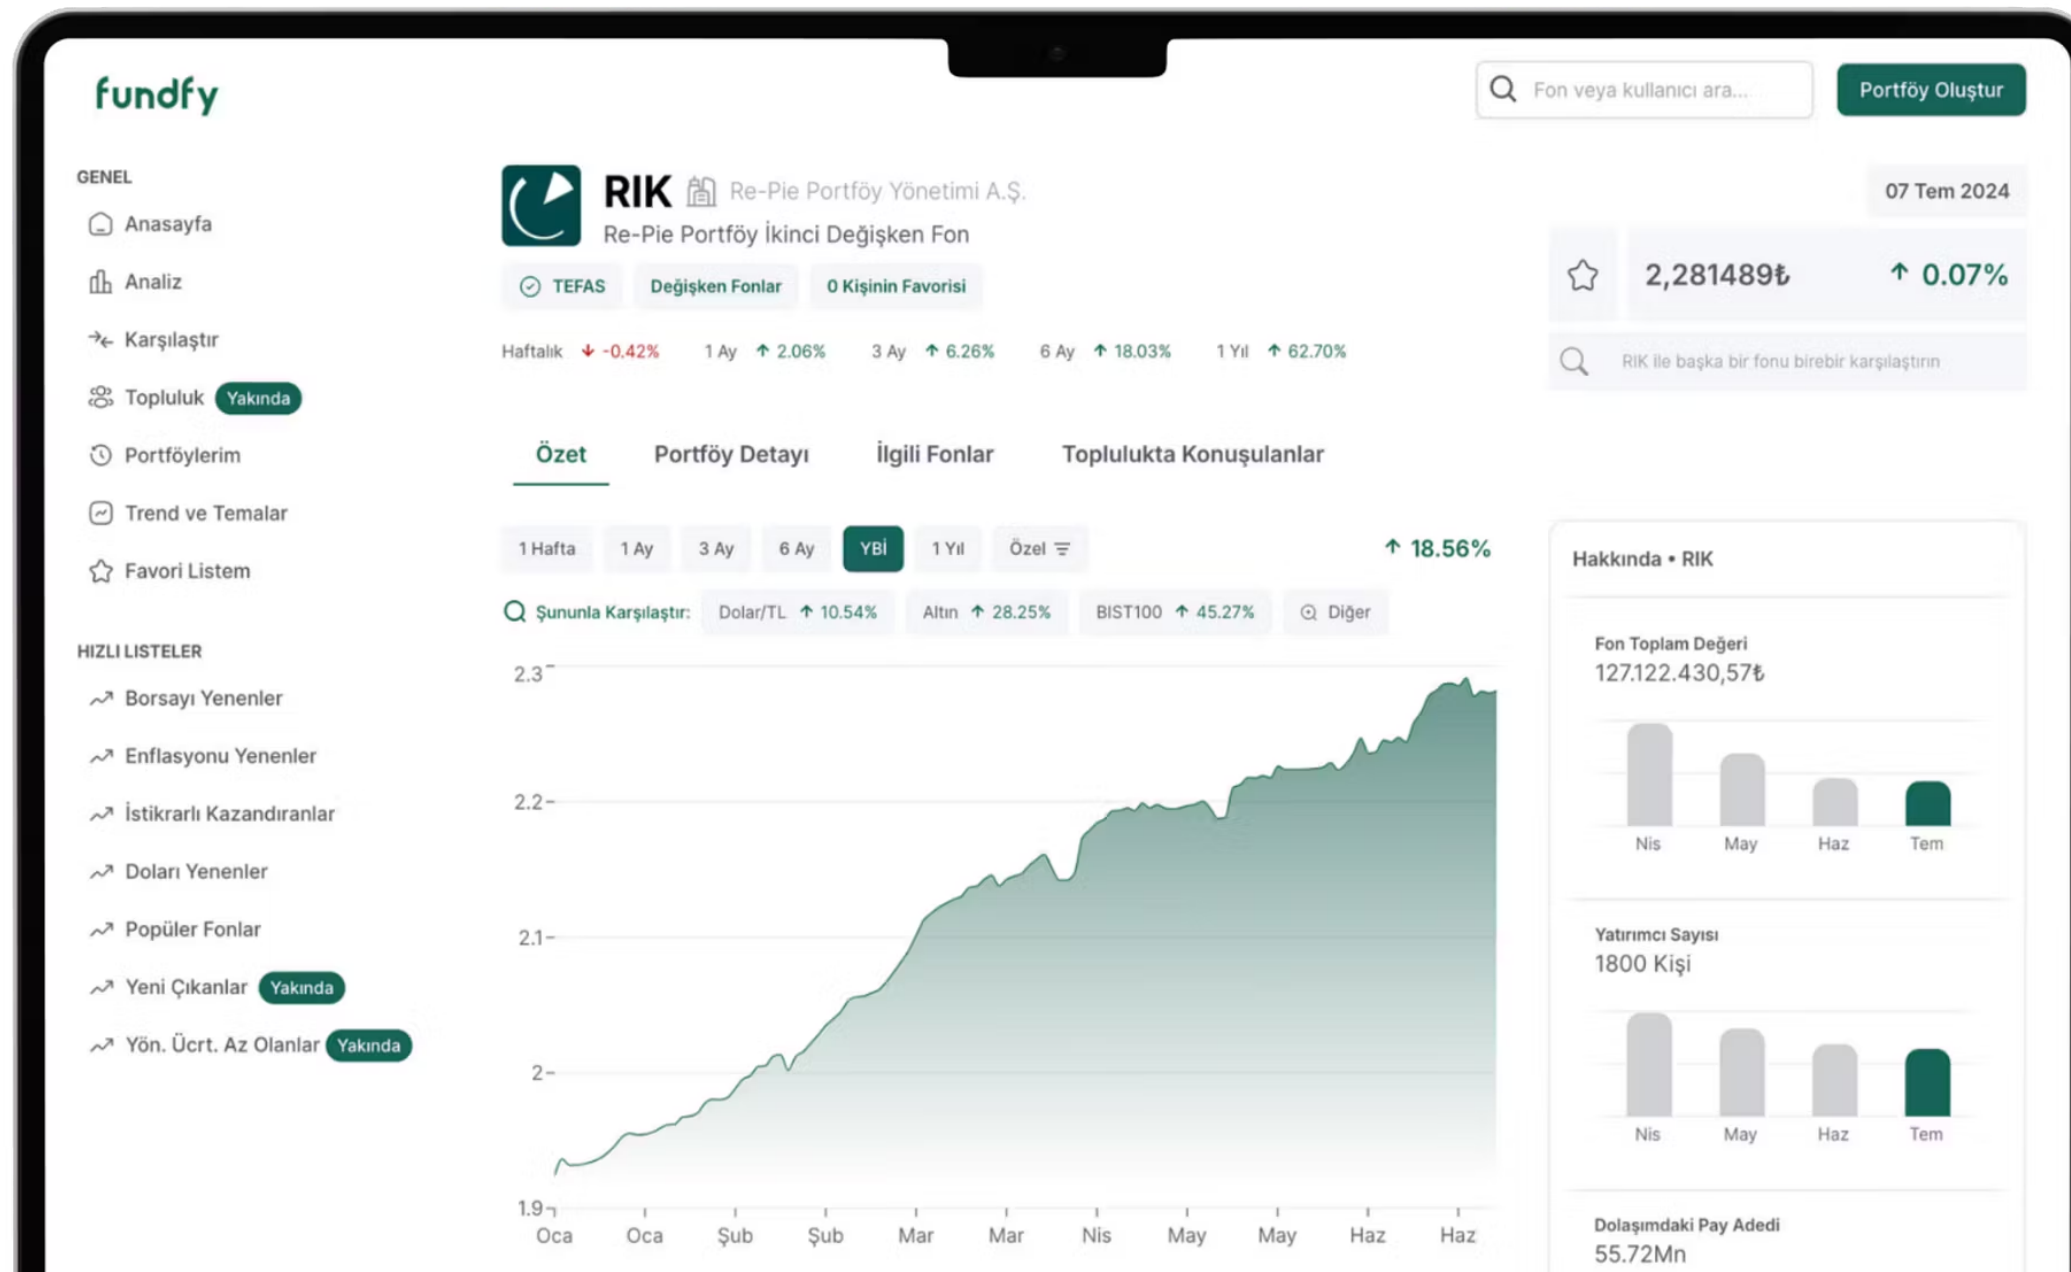 fundfy
Fon veya kullanıcı ara...
Portföy Oluştur
GENEL
Anasayfa
Analiz
Karşılaştır
Topluluk Yakında
Portföylerim
Trend ve Temalar
Favori Listem
HIZLI LİSTELER
Borsayı Yenenler
Enflasyonu Yenenler
İstikrarlı Kazandıranlar
Doları Yenenler
Popüler Fonlar
Yeni Çıkanlar Yakında
Yön. Ücrt. Az Olanlar Yakında
RIK Re-Pie Portföy Yönetimi A.Ş.
Re-Pie Portföy İkinci Değişken Fon
TEFAS Değişken Fonlar 0 Kişinin Favorisi
Haftalık ↓ -0.42% 1 Ay ↑ 2.06% 3 Ay ↑ 6.26% 6 Ay ↑ 18.03% 1 Yıl ↑ 62.70%
07 Tem 2024
2,281489₺ ↑ 0.07%
RIK ile başka bir fonu birebir karşılaştırın
Özet Portföy Detayı İlgili Fonlar Toplulukta Konuşulanlar
1 Hafta 1 Ay 3 Ay 6 Ay YBİ 1 Yıl Özel ↑ 18.56%
Şununla Karşılaştır: Dolar/TL ↑ 10.54% Altın ↑ 28.25% BIST100 ↑ 45.27% Diğer
2.3
2.2
2.1
2
1.9
Oca Oca Şub Şub Mar Mar Nis May May Haz Haz
Hakkında • RIK
Fon Toplam Değeri
127.122.430,57₺
Nis May Haz Tem
Yatırımcı Sayısı
1800 Kişi
Nis May Haz Tem
Dolaşımdaki Pay Adedi
55.72Mn